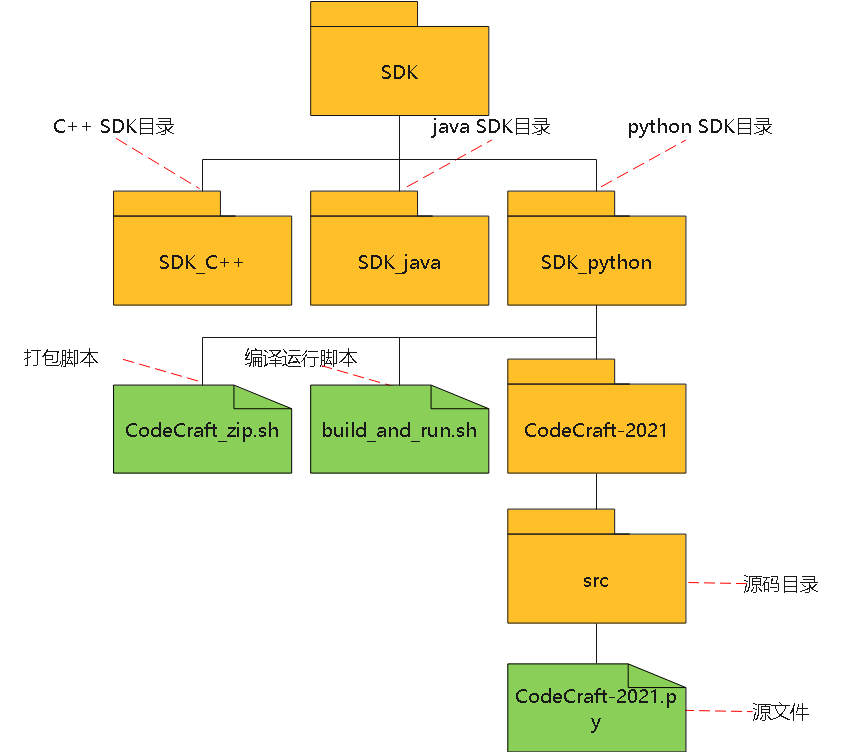 SDK
C++ SDK目录
java SDK目录
python SDK目录
SDK_C++
SDK_java
SDK_python
打包脚本
编译运行脚本
CodeCraft_zip.sh
build_and_run.sh
CodeCraft-2021
src
源码目录
CodeCraft-2021.p
y
源文件